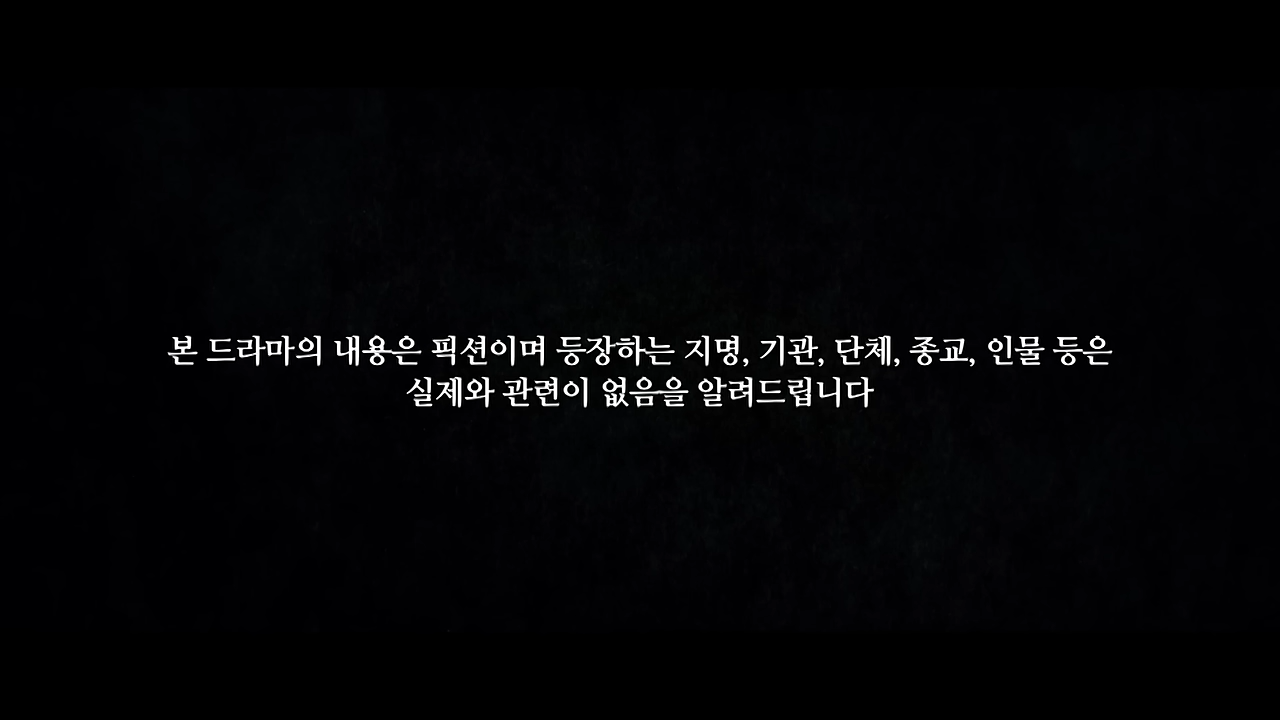 본 드라마의 내용은 픽션이며 등장하는 지명, 기관, 단체, 종교, 인물 등은
실제와 관련이 없음을 알려드립니다